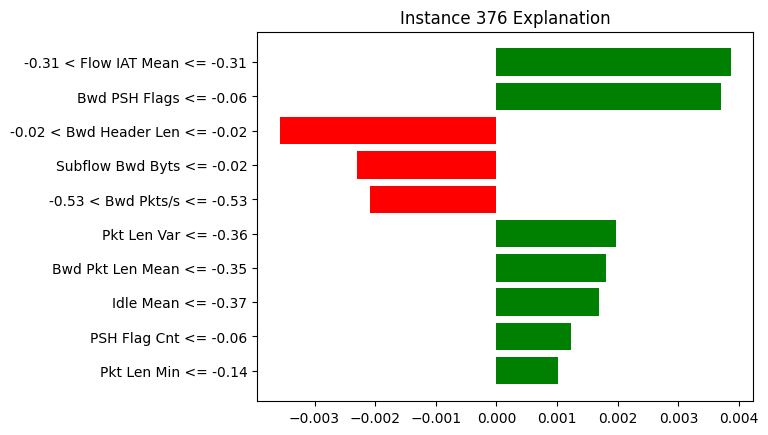 Instance 376 Explanation
-0.31 < Flow IAT Mean <= -0.31
Bwd PSH Flags <= -0.06
-0.02 < Bwd Header Len <= -0.02
Subflow Bwd Byts <= -0.02
-0.53 < Bwd Pkts/s <= -0.53
Pkt Len Var <= -0.36
Bwd Pkt Len Mean <= -0.35
Idle Mean <= -0.37
PSH Flag Cnt <= -0.06
Pkt Len Min <= -0.14
−0.003 −0.002 −0.001 0.000 0.001 0.002 0.003 0.004